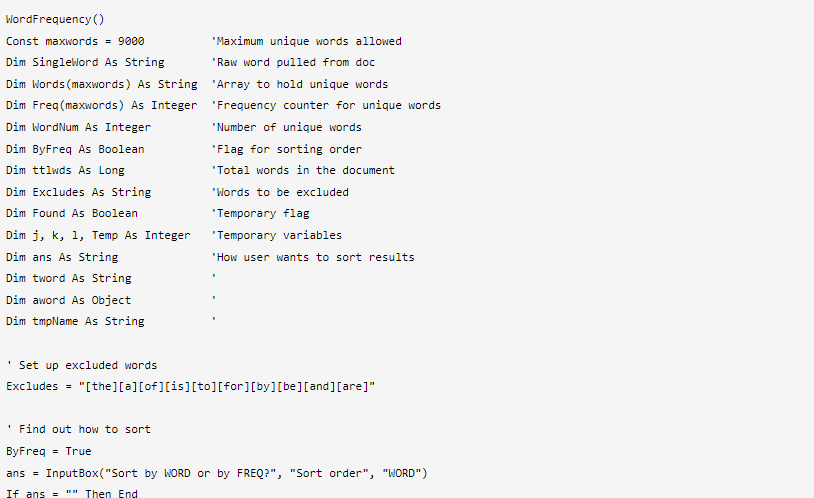 WordFrequency()
Const maxwords = 9000          'Maximum unique words allowed
Dim SingleWord As String       'Raw word pulled from doc
Dim Words(maxwords) As String  'Array to hold unique words
Dim Freq(maxwords) As Integer  'Frequency counter for unique words
Dim WordNum As Integer         'Number of unique words
Dim ByFreq As Boolean          'Flag for sorting order
Dim ttlwds As Long             'Total words in the document
Dim Excludes As String         'Words to be excluded
Dim Found As Boolean           'Temporary flag
Dim j, k, l, Temp As Integer   'Temporary variables
Dim ans As String              'How user wants to sort results
Dim tword As String            '
Dim aword As Object            '
Dim tmpName As String          '
' Set up excluded words
Excludes = "[the][a][of][is][to][for][by][be][and][are]"
' Find out how to sort
ByFreq = True
ans = InputBox("Sort by WORD or by FREQ?", "Sort order", "WORD")
If ans = "" Then End